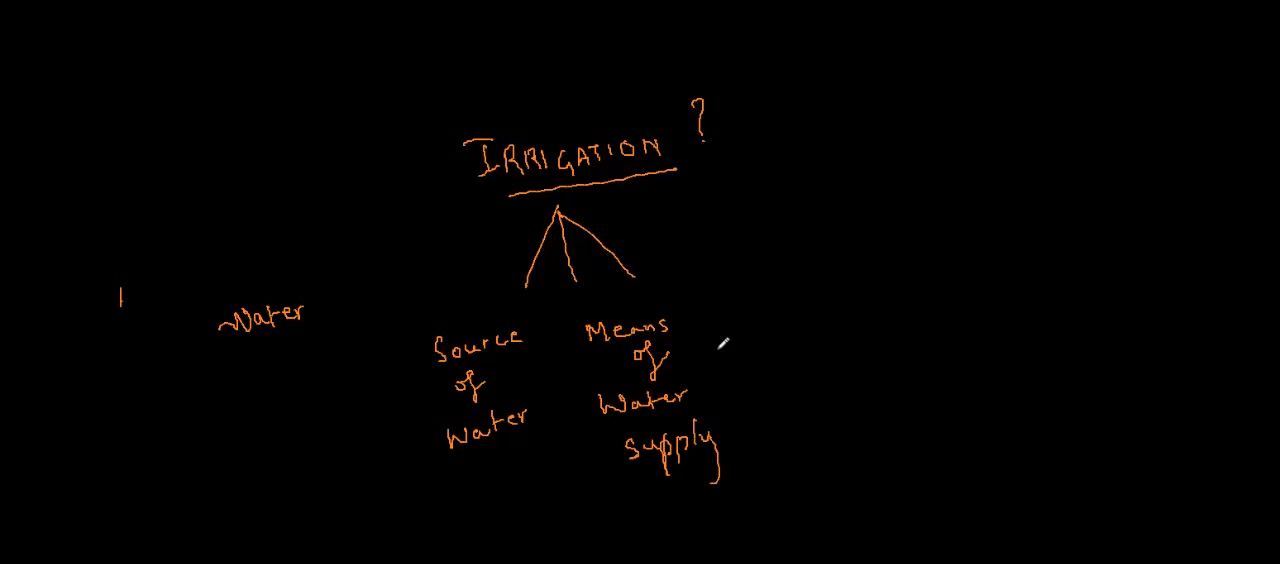 IRRIGATION ?
Water
Source
of
Water
Means
of
Water
supply